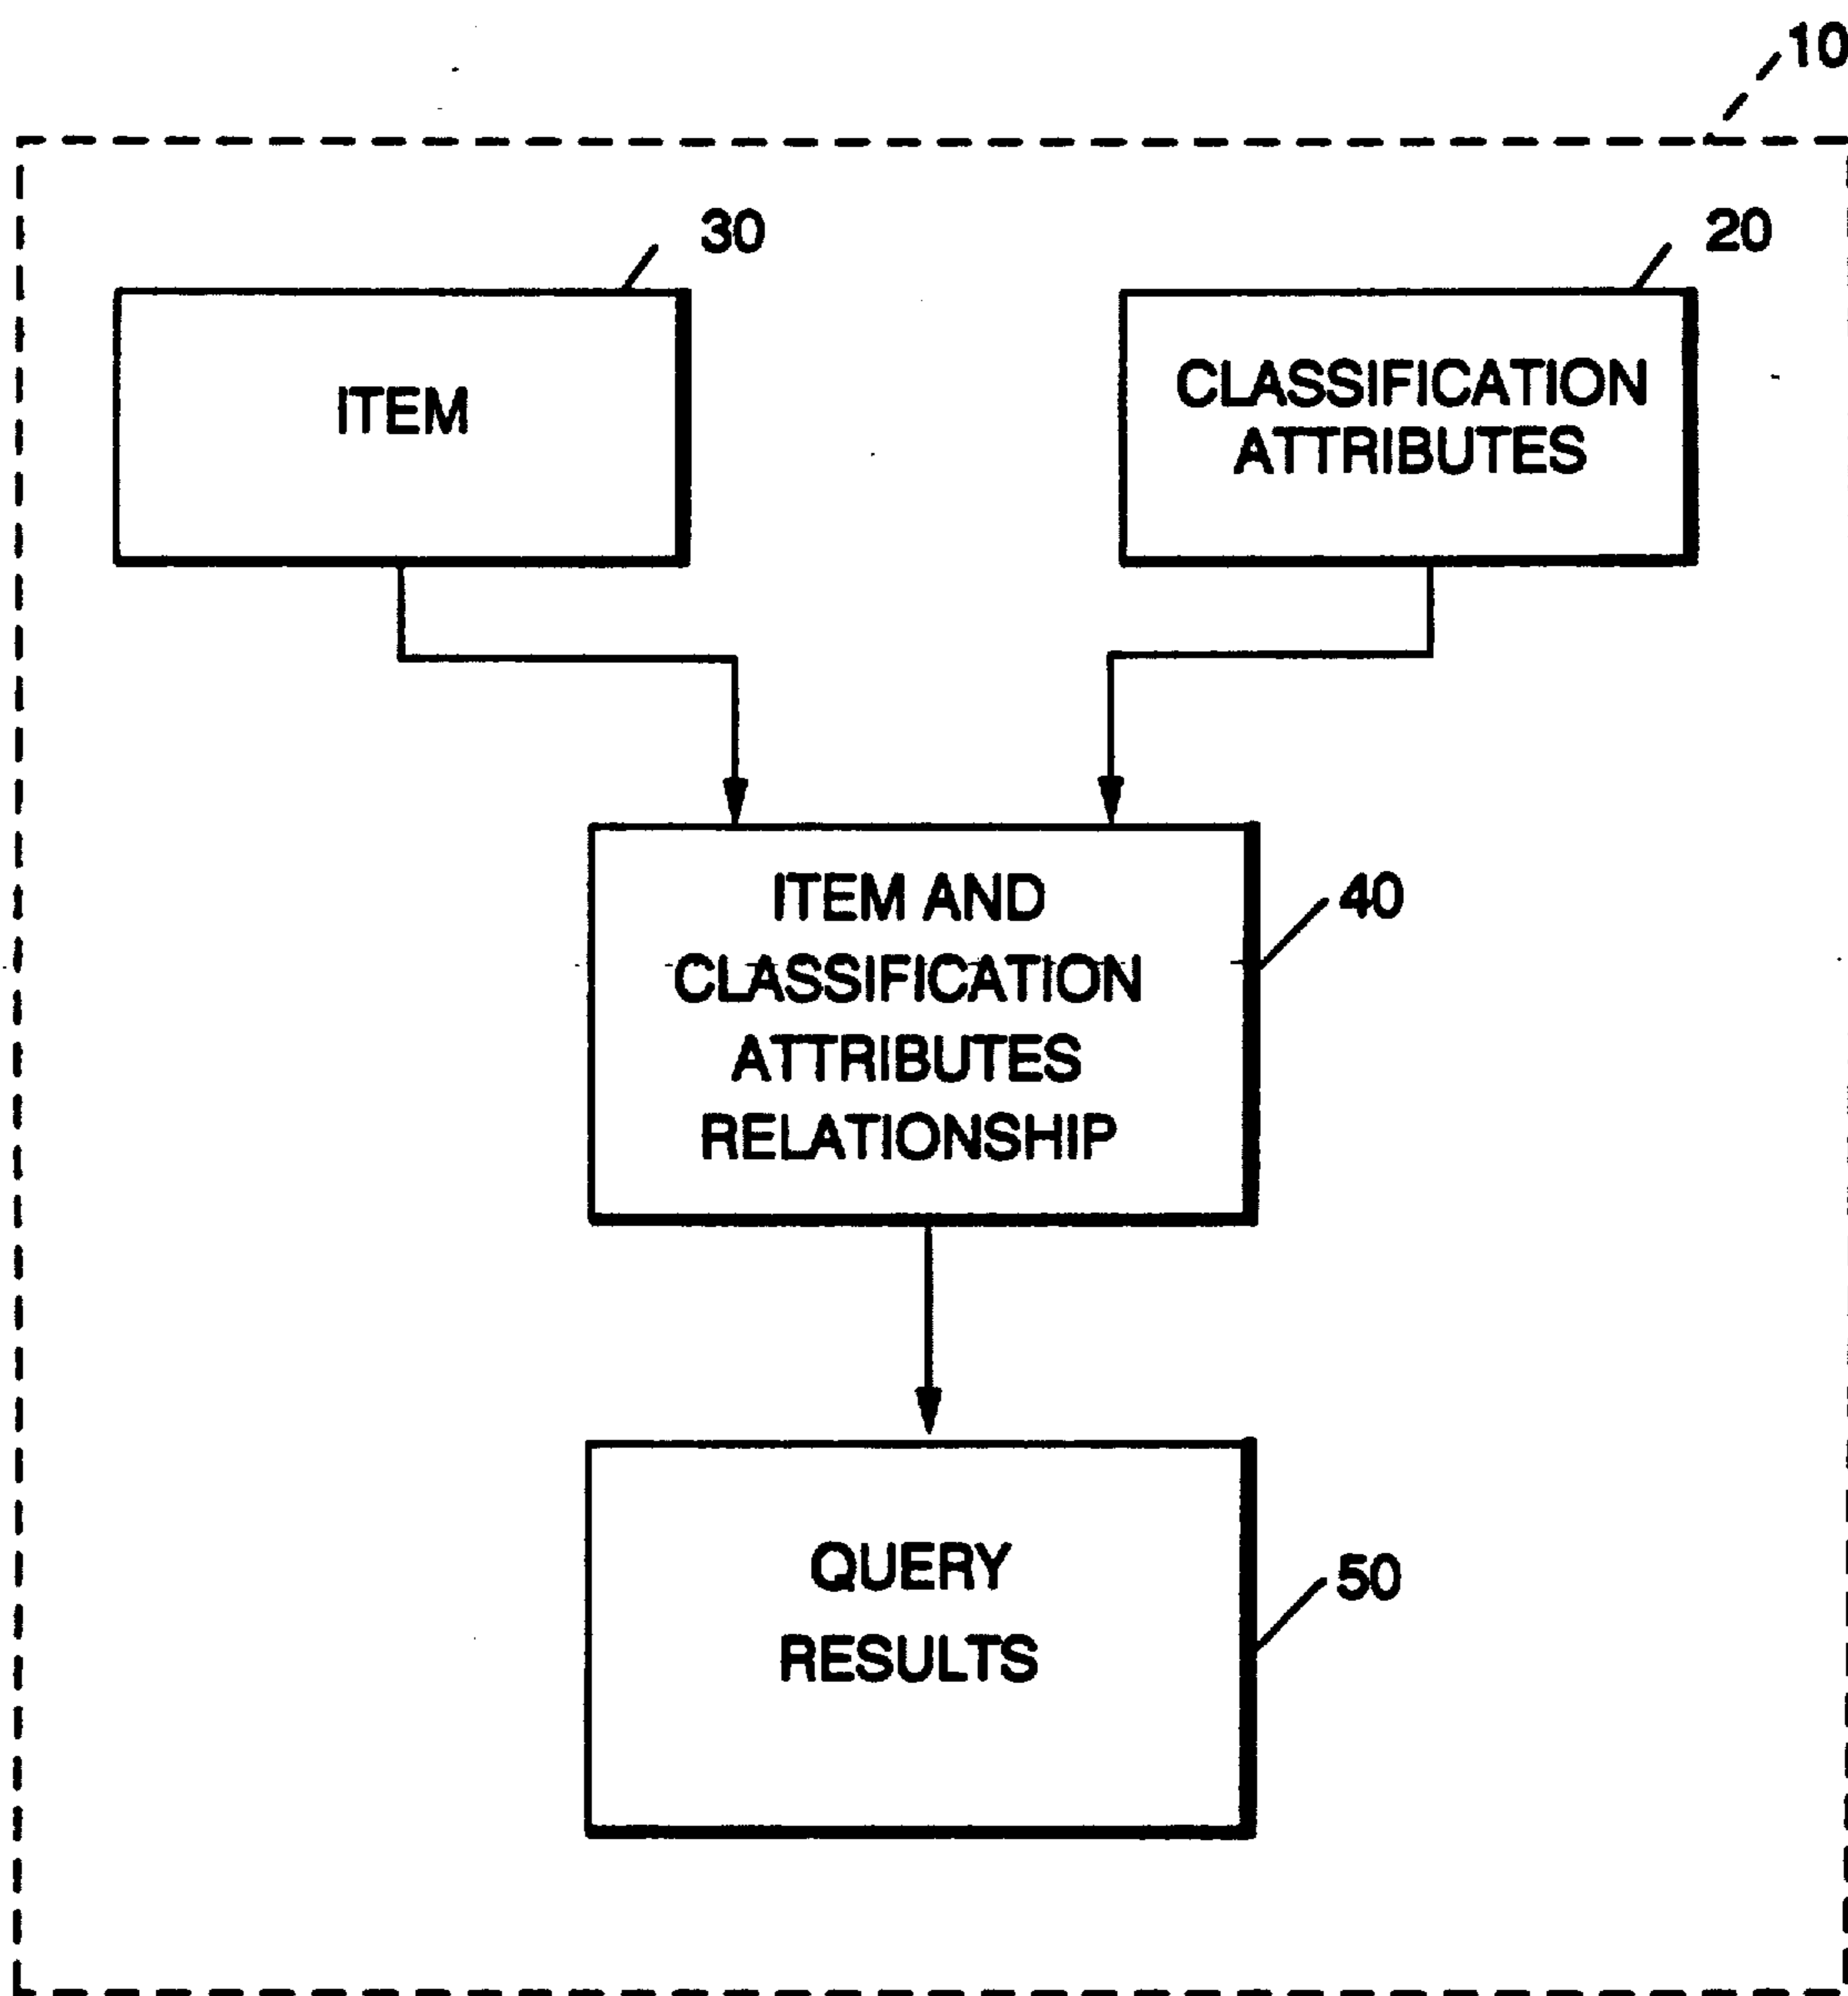 10
30
20
ITEM
CLASSIFICATION
ATTRIBUTES
ITEM AND
CLASSIFICATION
ATTRIBUTES
RELATIONSHIP
40
QUERY
RESULTS
50